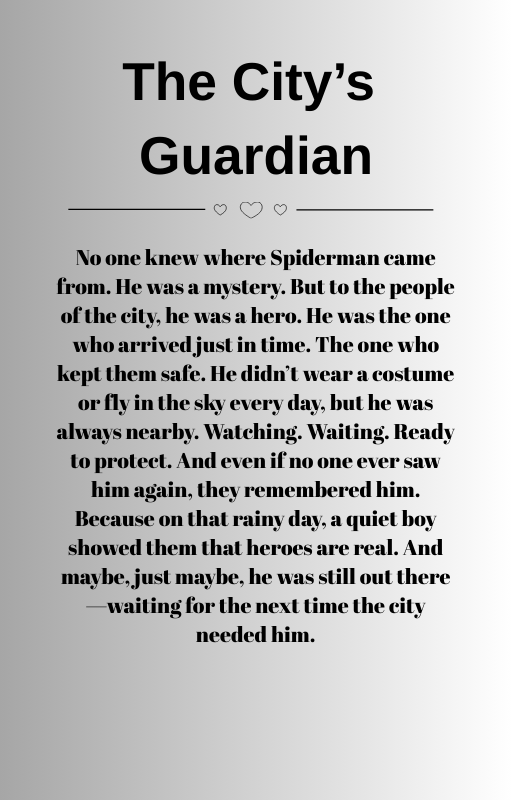 The City’s
Guardian
No one knew where Spiderman came
from. He was a mystery. But to the people
of the city, he was a hero. He was the one
who arrived just in time. The one who
kept them safe. He didn’t wear a costume
or fly in the sky every day, but he was
always nearby. Watching. Waiting. Ready
to protect. And even if no one ever saw
him again, they remembered him.
Because on that rainy day, a quiet boy
showed them that heroes are real. And
maybe, just maybe, he was still out there
—waiting for the next time the city
needed him.